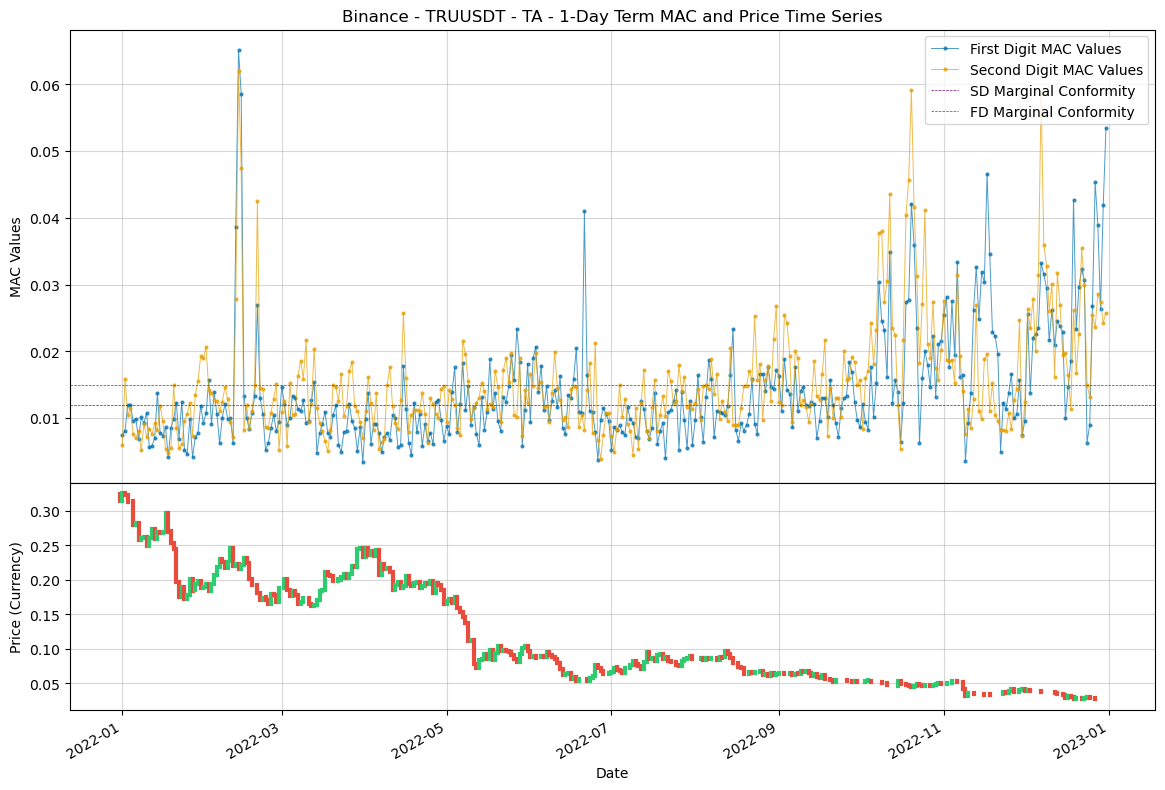 Binance - TRUUSDT - TA - 1-Day Term MAC and Price Time Series
First Digit MAC Values
Second Digit MAC Values
SD Marginal Conformity
FD Marginal Conformity
MAC Values
0.06
0.05
0.04
0.03
0.02
0.01
Price (Currency)
0.30
0.25
0.20
0.15
0.10
0.05
2022-01
2022-03
2022-05
2022-07
2022-09
2022-11
2023-01
Date